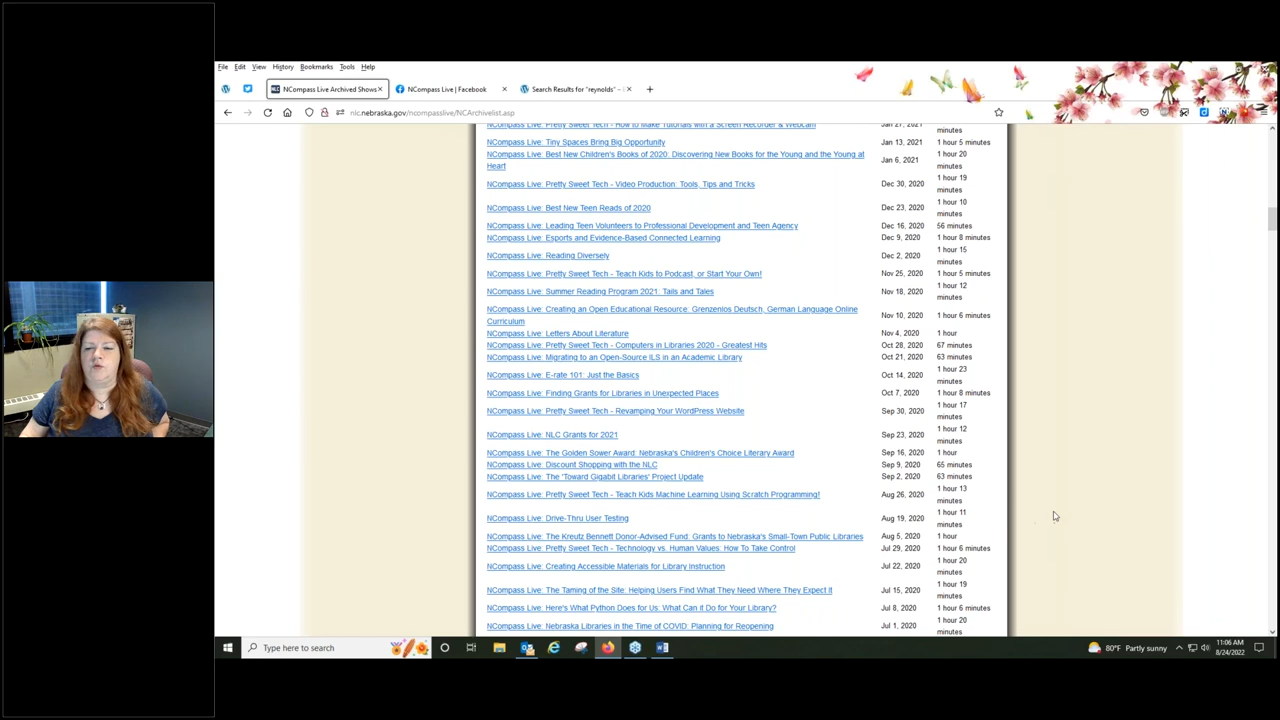 File Edit View History Bookmarks Tools Help
NCompass Live Archived Shows NCompass Live | Facebook Search Results for "reynolds" –
nlc.nebraska.gov/ncompasslive/NCArchivelist.asp
NCompass Live: Pretty Sweet Tech - How to Make Tutorials with a Screen Recorder & Webcam Jan 27, 2021
minutes
NCompass Live: Tiny Spaces Bring Big Opportunity Jan 13, 2021 1 hour 5 minutes
NCompass Live: Best New Children's Books of 2020: Discovering New Books for the Young and the Young at Jan 6, 2021 1 hour 20
Heart minutes
NCompass Live: Pretty Sweet Tech - Video Production: Tools, Tips and Tricks Dec 30, 2020 1 hour 19
minutes
NCompass Live: Best New Teen Reads of 2020 Dec 23, 2020 1 hour 10
minutes
NCompass Live: Leading Teen Volunteers to Professional Development and Teen Agency Dec 16, 2020 56 minutes
NCompass Live: Esports and Evidence-Based Connected Learning Dec 9, 2020 1 hour 8 minutes
NCompass Live: Reading Diversely Dec 2, 2020 1 hour 15
minutes
NCompass Live: Pretty Sweet Tech - Teach Kids to Podcast, or Start Your Own! Nov 25, 2020 1 hour 5 minutes
NCompass Live: Summer Reading Program 2021: Tails and Tales Nov 18, 2020 1 hour 12
minutes
NCompass Live: Creating an Open Educational Resource: Grenzenlos Deutsch, German Language Online Nov 10, 2020 1 hour 6 minutes
Curriculum
NCompass Live: Letters About Literature Nov 4, 2020 1 hour
NCompass Live: Pretty Sweet Tech - Computers in Libraries 2020 - Greatest Hits Oct 28, 2020 67 minutes
NCompass Live: Migrating to an Open-Source ILS in an Academic Library Oct 21, 2020 63 minutes
NCompass Live: E-rate 101: Just the Basics Oct 14, 2020 1 hour 23
minutes
NCompass Live: Finding Grants for Libraries in Unexpected Places Oct 7, 2020 1 hour 8 minutes
NCompass Live: Pretty Sweet Tech - Revamping Your WordPress Website Sep 30, 2020 1 hour 17
minutes
NCompass Live: NLC Grants for 2021 Sep 23, 2020 1 hour 12
minutes
NCompass Live: The Golden Sower Award: Nebraska's Children's Choice Literary Award Sep 16, 2020 1 hour
NCompass Live: Discount Shopping with the NLC Sep 9, 2020 65 minutes
NCompass Live: The 'Toward Gigabit Libraries' Project Update Sep 2, 2020 63 minutes
NCompass Live: Pretty Sweet Tech - Teach Kids Machine Learning Using Scratch Programming! Aug 26, 2020 1 hour 13
minutes
NCompass Live: Drive-Thru User Testing Aug 19, 2020 1 hour 11
minutes
NCompass Live: The Kreutz Bennett Donor-Advised Fund: Grants to Nebraska's Small-Town Public Libraries Aug 5, 2020 1 hour
NCompass Live: Pretty Sweet Tech - Technology vs. Human Values: How To Take Control Jul 29, 2020 1 hour 6 minutes
NCompass Live: Creating Accessible Materials for Library Instruction Jul 22, 2020 1 hour 20
minutes
NCompass Live: The Taming of the Site: Helping Users Find What They Need Where They Expect It Jul 15, 2020 1 hour 19
minutes
NCompass Live: Here's What Python Does for Us: What Can it Do for Your Library? Jul 8, 2020 1 hour 6 minutes
NCompass Live: Nebraska Libraries in the Time of COVID: Planning for Reopening Jul 1, 2020 1 hour 20
minutes
Type here to search 80°F Partly sunny 11:06 AM
8/24/2022